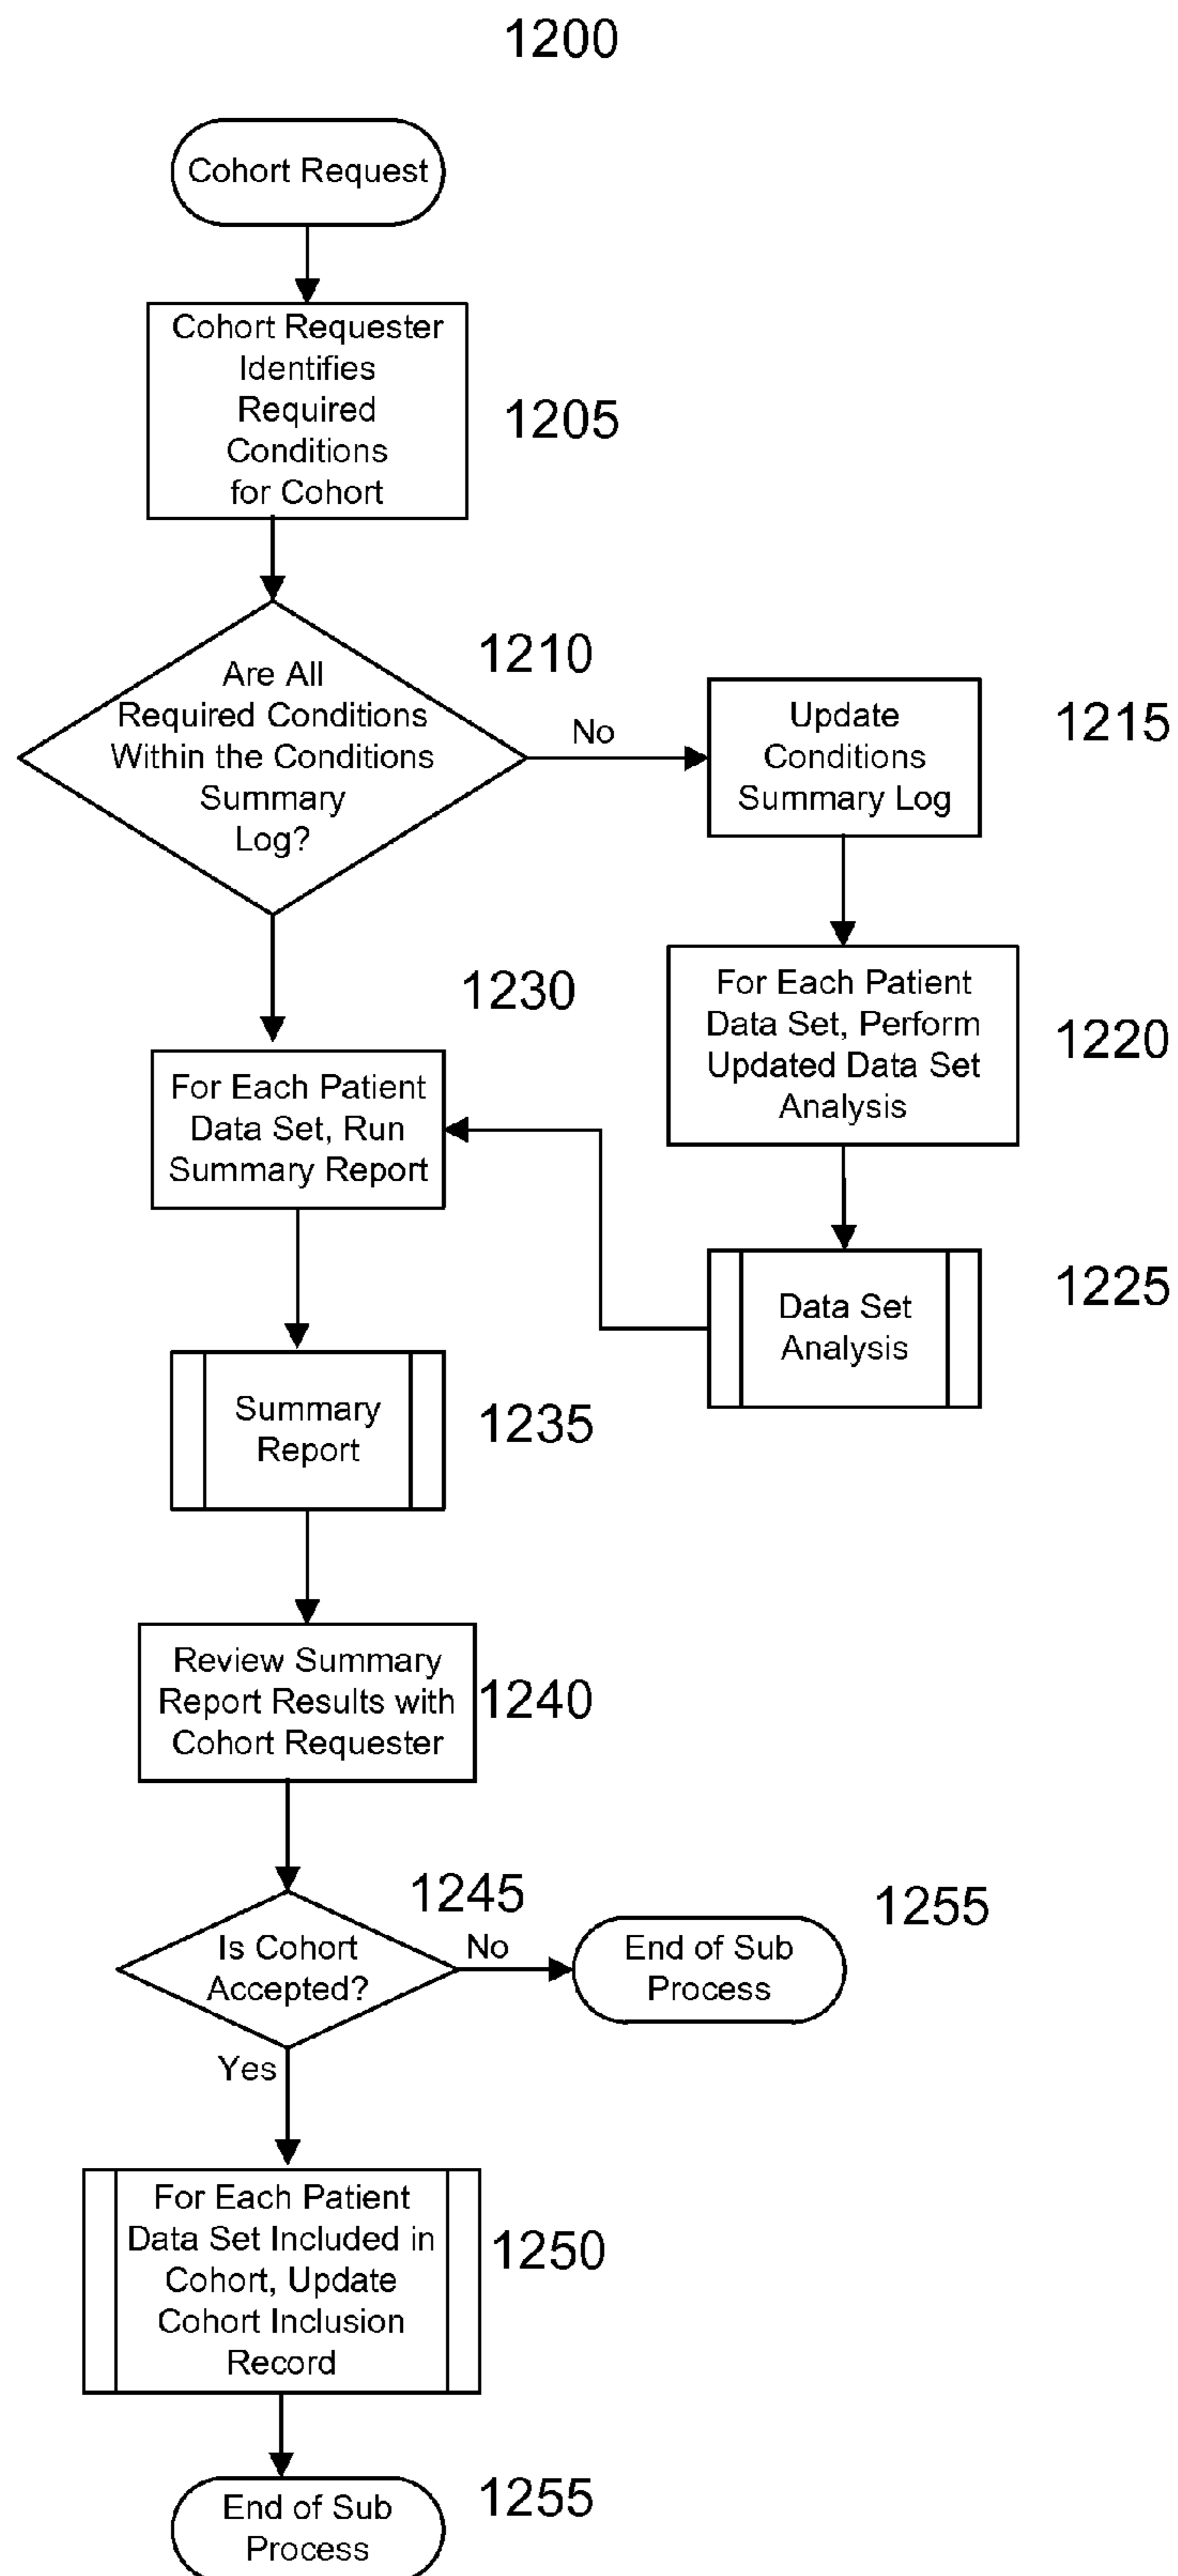 1200
Cohort Request
Cohort Requester
Identifies
Required
Conditions
for Cohort
1205
Are All
Required Conditions
Within the Conditions
Summary
Log?
1210
No
Update
Conditions
Summary Log
1215
For Each Patient
Data Set, Perform
Updated Data Set
Analysis
1220
Data Set
Analysis
1225
1230
For Each Patient
Data Set, Run
Summary Report
Summary
Report
1235
Review Summary
Report Results with
Cohort Requester
1240
Is Cohort
Accepted?
1245
No
End of Sub
Process
1255
Yes
For Each Patient
Data Set Included in
Cohort, Update
Cohort Inclusion
Record
1250
End of Sub
Process
1255